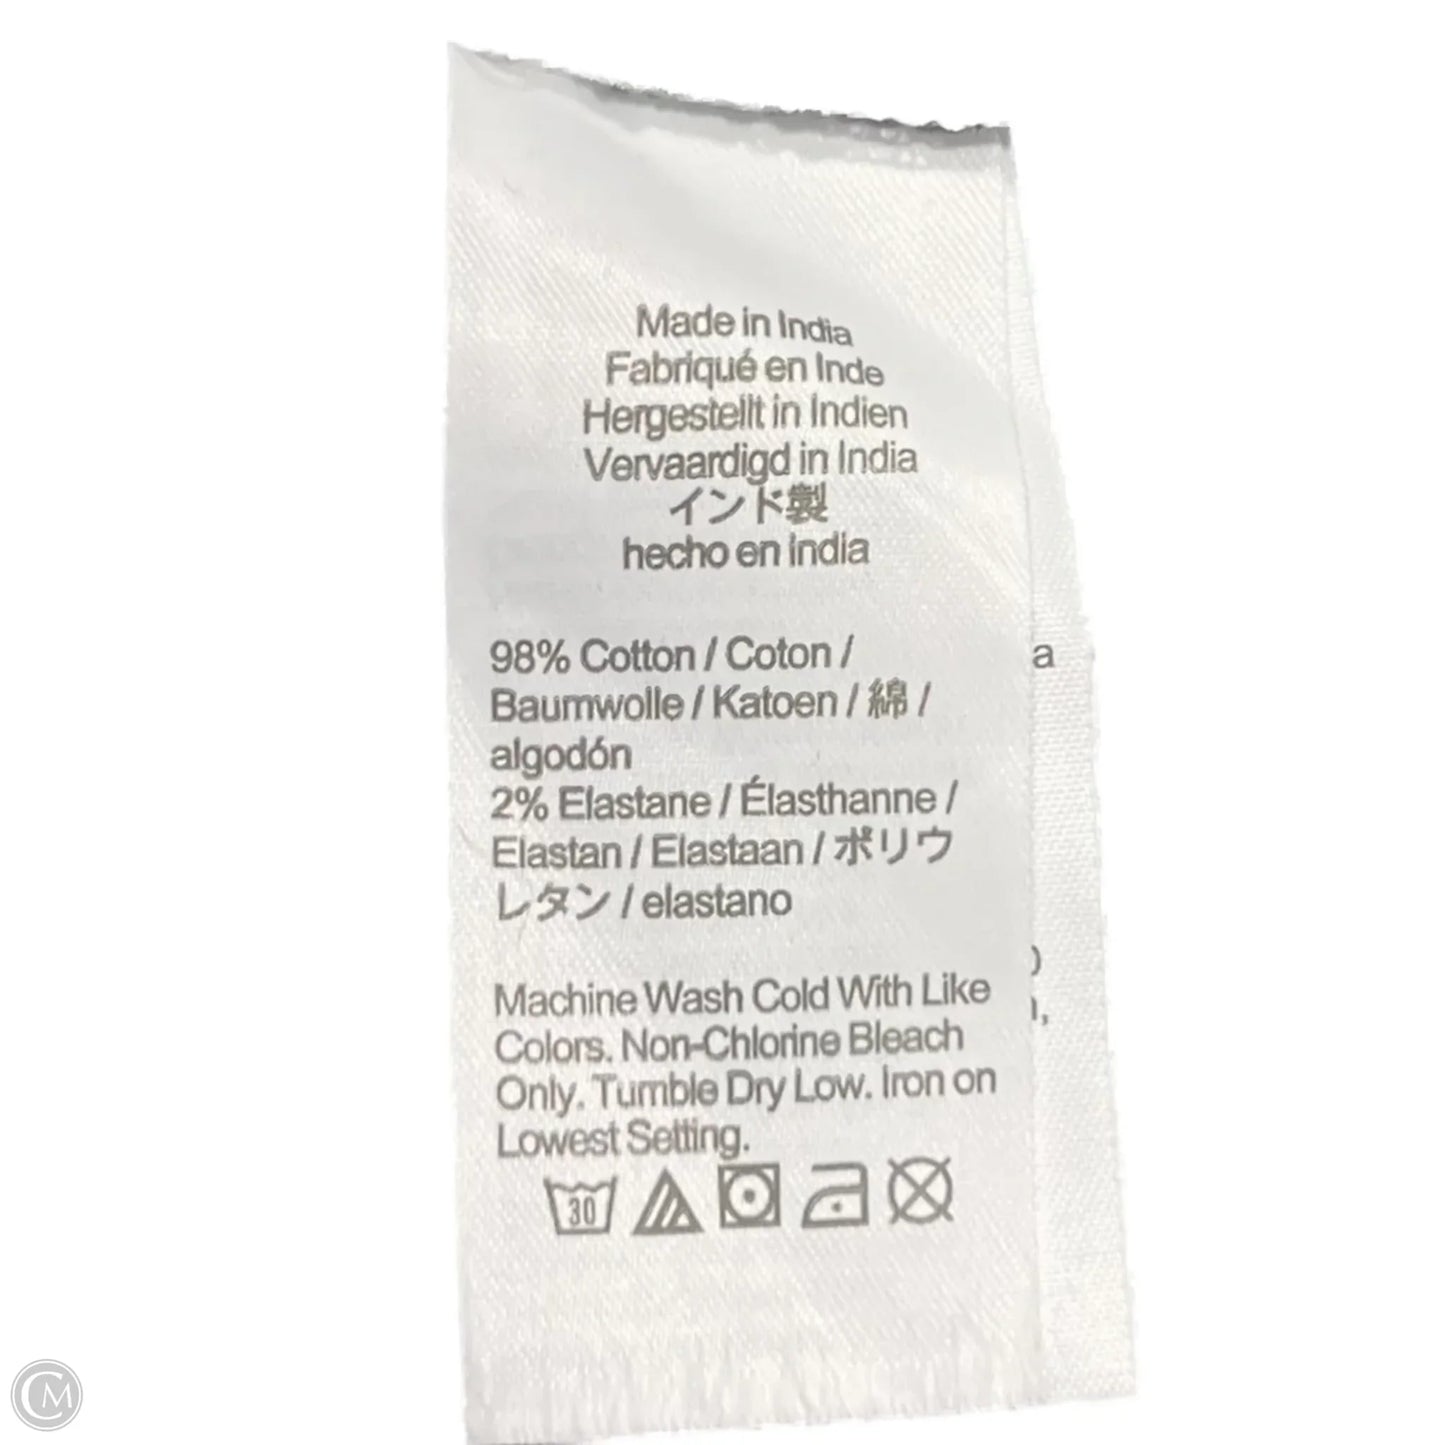 Made in India
Fabriqué en Inde
Hergestellt in Indien
Vervaardigd in India
インド製
hecho en india
98% Cotton / Coton /
Baumwolle / Katoen / 綿 /
algodón
2% Elastane / Élasthanne /
Elastan / Elastaan / ポリウ
レタン / elastano
Machine Wash Cold With Like
Colors. Non-Chlorine Bleach
Only. Tumble Dry Low. Iron on
Lowest Setting.
30
CM